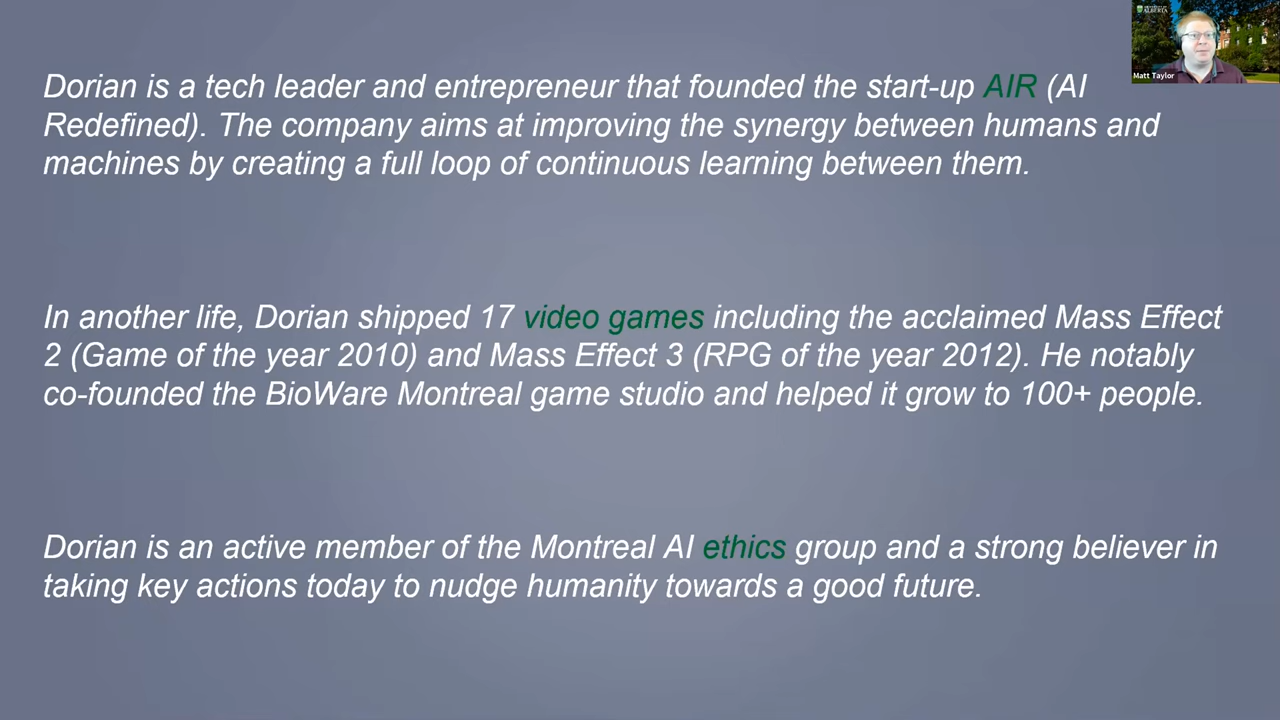 Dorian is a tech leader and entrepreneur that founded the start-up AIR (AI
Redefined). The company aims at improving the synergy between humans and
machines by creating a full loop of continuous learning between them.
In another life, Dorian shipped 17 video games including the acclaimed Mass Effect
2 (Game of the year 2010) and Mass Effect 3 (RPG of the year 2012). He notably
co-founded the BioWare Montreal game studio and helped it grow to 100+ people.
Dorian is an active member of the Montreal AI ethics group and a strong believer in
taking key actions today to nudge humanity towards a good future.
ALBERTA
Matt Taylor